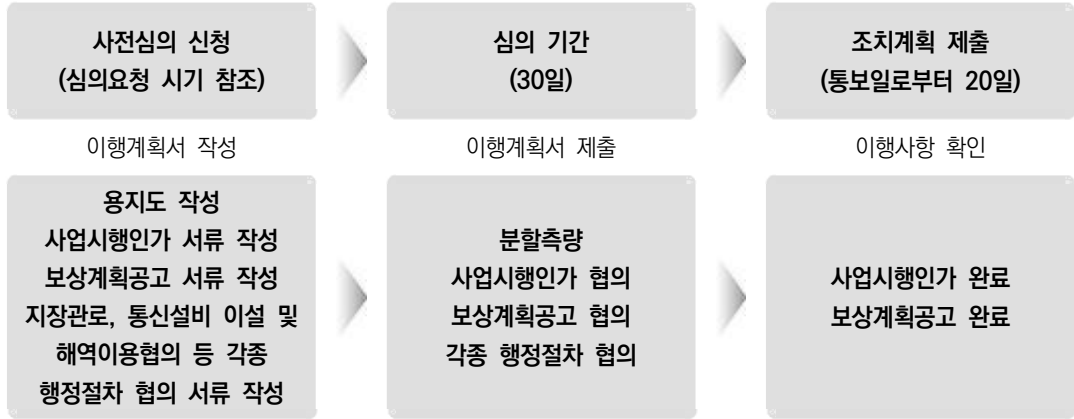 사전심의 신청
(심의요청 시기 참조)
심의 기간
(30일)
조치계획 제출
(통보일로부터 20일)
이행계획서 작성
이행계획서 제출
이행사항 확인
용지도 작성
사업시행인가 서류 작성
보상계획공고 서류 작성
지장관로, 통신설비 이설 및
해역이용협의 등 각종
행정절차 협의 서류 작성
분할측량
사업시행인가 협의
보상계획공고 협의
각종 행정절차 협의
사업시행인가 완료
보상계획공고 완료